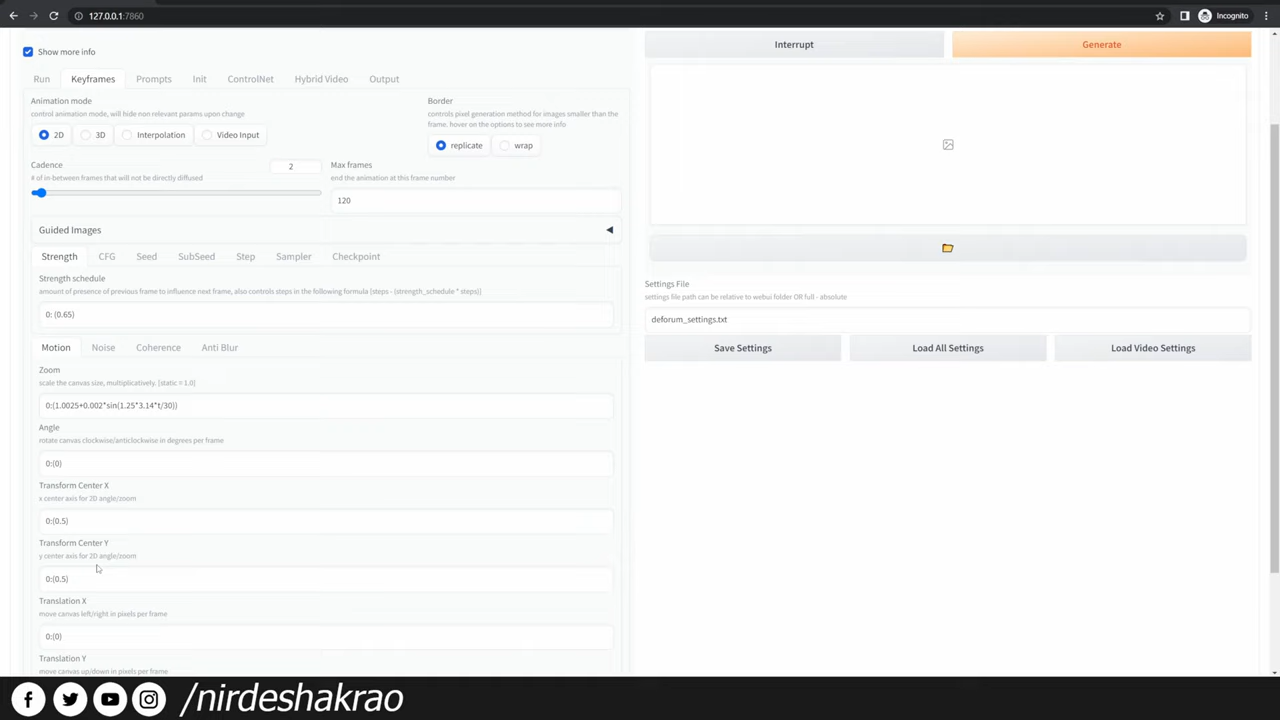 127.0.0.1:7860
Incognito
Show more info
Interrupt
Generate
Run
Keyframes
Prompts
Init
ControlNet
Hybrid Video
Output
Animation mode
control animation mode, will hide non relevant params upon change
2D
3D
Interpolation
Video Input
Border
controls pixel generation method for images smaller than the
frame. hover on the options to see more info
replicate
wrap
Cadence
2
# of in between frames that will not be directly diffused
Max frames
end the animation at this frame number
120
Guided Images
Strength
CFG
Seed
SubSeed
Step
Sampler
Checkpoint
Strength schedule
amount of presence of previous frame to influence next frame, also controls steps in the following formula [steps - (strength_schedule * steps)]
0: (0.65)
Motion
Noise
Coherence
Anti Blur
Zoom
scale the canvas size, multiplicatively. [static = 1.0]
0:(1.0025+0.002*sin(1.25*3.14*t/30))
Angle
rotate canvas clockwise/anticlockwise in degrees per frame
0:(0)
Transform Center X
x center axis for 2D angle/zoom
0:(0.5)
Transform Center Y
y center axis for 2D angle/zoom
0:(0.5)
Translation X
move canvas left/right in pixels per frame
0:(0)
Translation Y
move canvas up/down in pixels per frame
Settings File
settings file path can be relative to webui folder OR full - absolute
deforum_settings.txt
Save Settings
Load All Settings
Load Video Settings
/nirdeshakrao